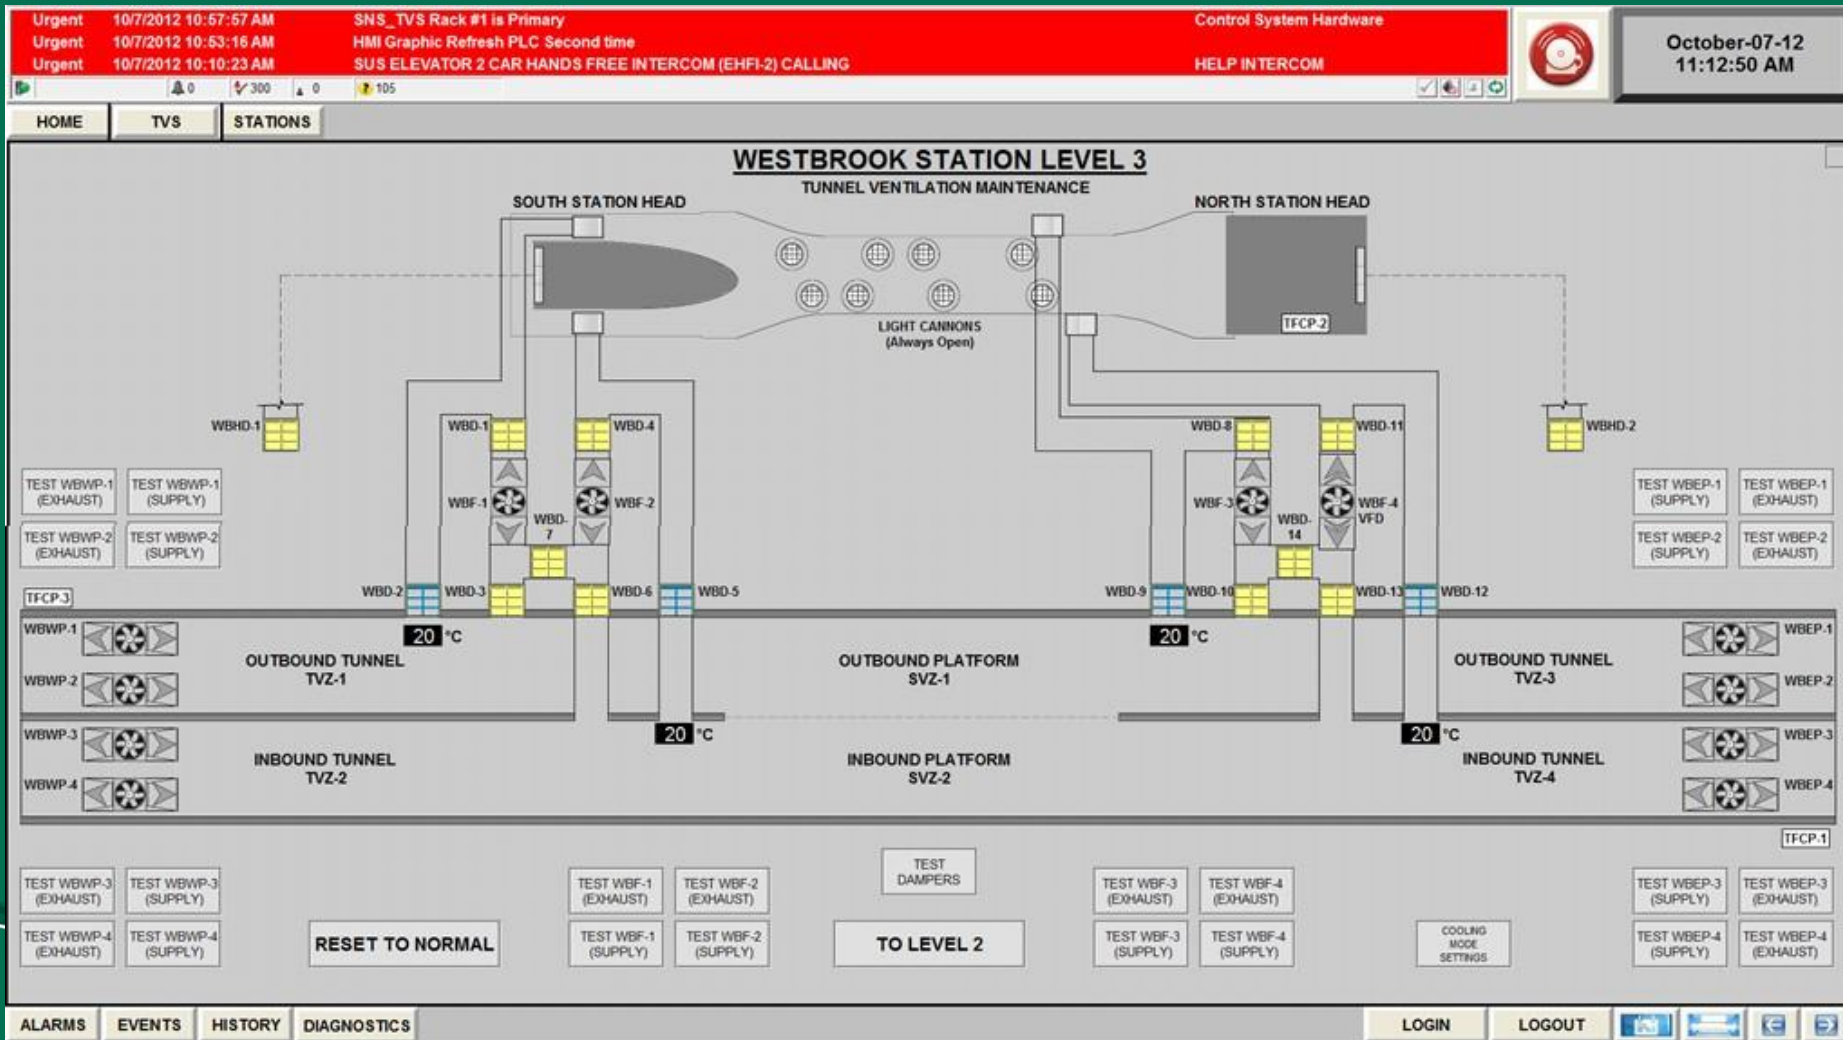 Urgent 10/7/2012 10:57:57 AM SNS_TVS Rack #1 is Primary Control System Hardware
Urgent 10/7/2012 10:53:16 AM HMI Graphic Refresh PLC Second time
Urgent 10/7/2012 10:10:23 AM SUS ELEVATOR 2 CAR HANDS FREE INTERCOM (EHFI-2) CALLING HELP INTERCOM
October-07-12
11:12:50 AM
0 300 0 105
HOME TVS STATIONS
WESTBROOK STATION LEVEL 3
TUNNEL VENTILATION MAINTENANCE
SOUTH STATION HEAD
NORTH STATION HEAD
LIGHT CANNONS
(Always Open)
TFCP-2
WBHD-1
WBD-1
WBD-4
WBD-8
WBD-11
WBHD-2
TEST WBWP-1
(EXHAUST)
TEST WBWP-1
(SUPPLY)
WBF-1
WBF-2
WBD-
7
WBF-3
WBF-4
VFD
WBD-
14
TEST WBEP-1
(SUPPLY)
TEST WBEP-1
(EXHAUST)
TEST WBWP-2
(EXHAUST)
TEST WBWP-2
(SUPPLY)
TEST WBEP-2
(SUPPLY)
TEST WBEP-2
(EXHAUST)
TFCP-3
WBD-2
WBD-3
WBD-6
WBD-5
WBD-9
WBD-10
WBD-13
WBD-12
WBWP-1
20 °C
20 °C
WBEP-1
OUTBOUND TUNNEL
TVZ-1
OUTBOUND PLATFORM
SVZ-1
OUTBOUND TUNNEL
TVZ-3
WBWP-2
WBEP-2
WBWP-3
20 °C
20 °C
WBEP-3
INBOUND TUNNEL
TVZ-2
INBOUND PLATFORM
SVZ-2
INBOUND TUNNEL
TVZ-4
WBWP-4
WBEP-4
TFCP-1
TEST WBWP-3
(EXHAUST)
TEST WBWP-3
(SUPPLY)
TEST WBF-1
(EXHAUST)
TEST WBF-2
(EXHAUST)
TEST
DAMPERS
TEST WBF-3
(EXHAUST)
TEST WBF-4
(EXHAUST)
TEST WBEP-3
(SUPPLY)
TEST WBEP-3
(EXHAUST)
TEST WBWP-4
(EXHAUST)
TEST WBWP-4
(SUPPLY)
RESET TO NORMAL
TEST WBF-1
(SUPPLY)
TEST WBF-2
(SUPPLY)
TO LEVEL 2
TEST WBF-3
(SUPPLY)
TEST WBF-4
(SUPPLY)
COOLING
MODE
SETTINGS
TEST WBEP-4
(SUPPLY)
TEST WBEP-4
(EXHAUST)
ALARMS EVENTS HISTORY DIAGNOSTICS LOGIN LOGOUT